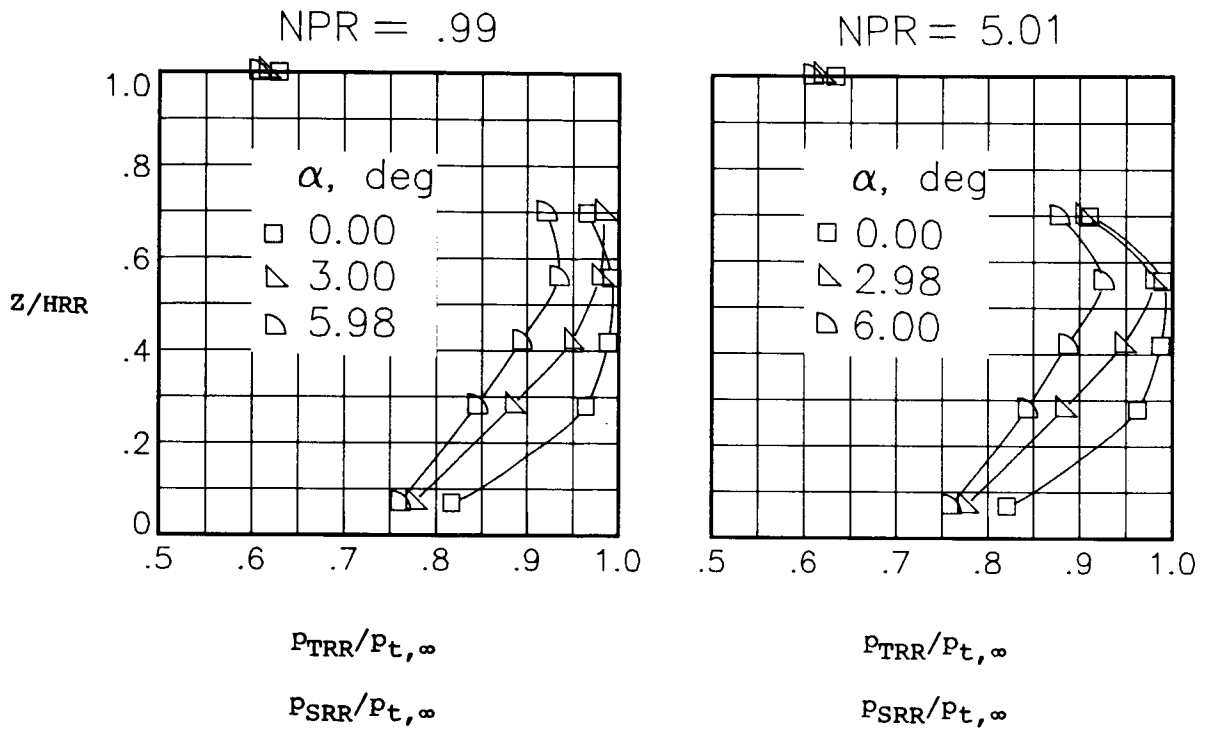 NPR = .99
NPR = 5.01
1.0
.8
.6
.4
.2
0
Z/HRR
α, deg
0.00
3.00
5.98
α, deg
0.00
2.98
6.00
.5 .6 .7 .8 .9 1.0
.5 .6 .7 .8 .9 1.0
pTRR/pt,∞
pTRR/pt,∞
pSRR/pt,∞
pSRR/pt,∞